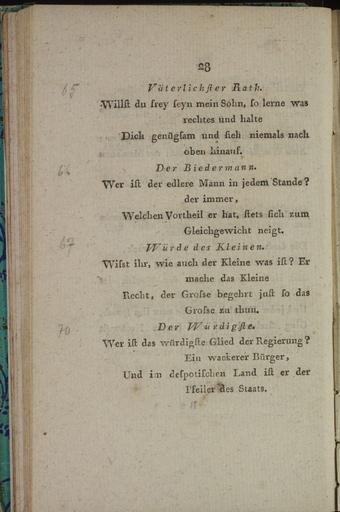 28
65
Väterlichster Rath.
Willst du frey seyn mein Sohn, so lerne was
rechtes und halte
Dich genügsam und sieh niemals nach
oben hinauf.
Der Biedermann.
Wer ist der edlere Mann in jedem Stande?
der immer,
Welchen Vortheil er hat, stets sich zum
Gleichgewicht neigt.
67
Würde des Kleinen.
Wisst ihr, wie auch der Kleine was ist? Er
mache das Kleine
Recht, der Grosse begehrt just so das
Grosse zu thun.
70
Der Würdigste.
Wer ist das würdigste Glied der Regierung?
Ein wackerer Bürger,
Und im despotischen Land ist er der
Pfeiler des Staats.